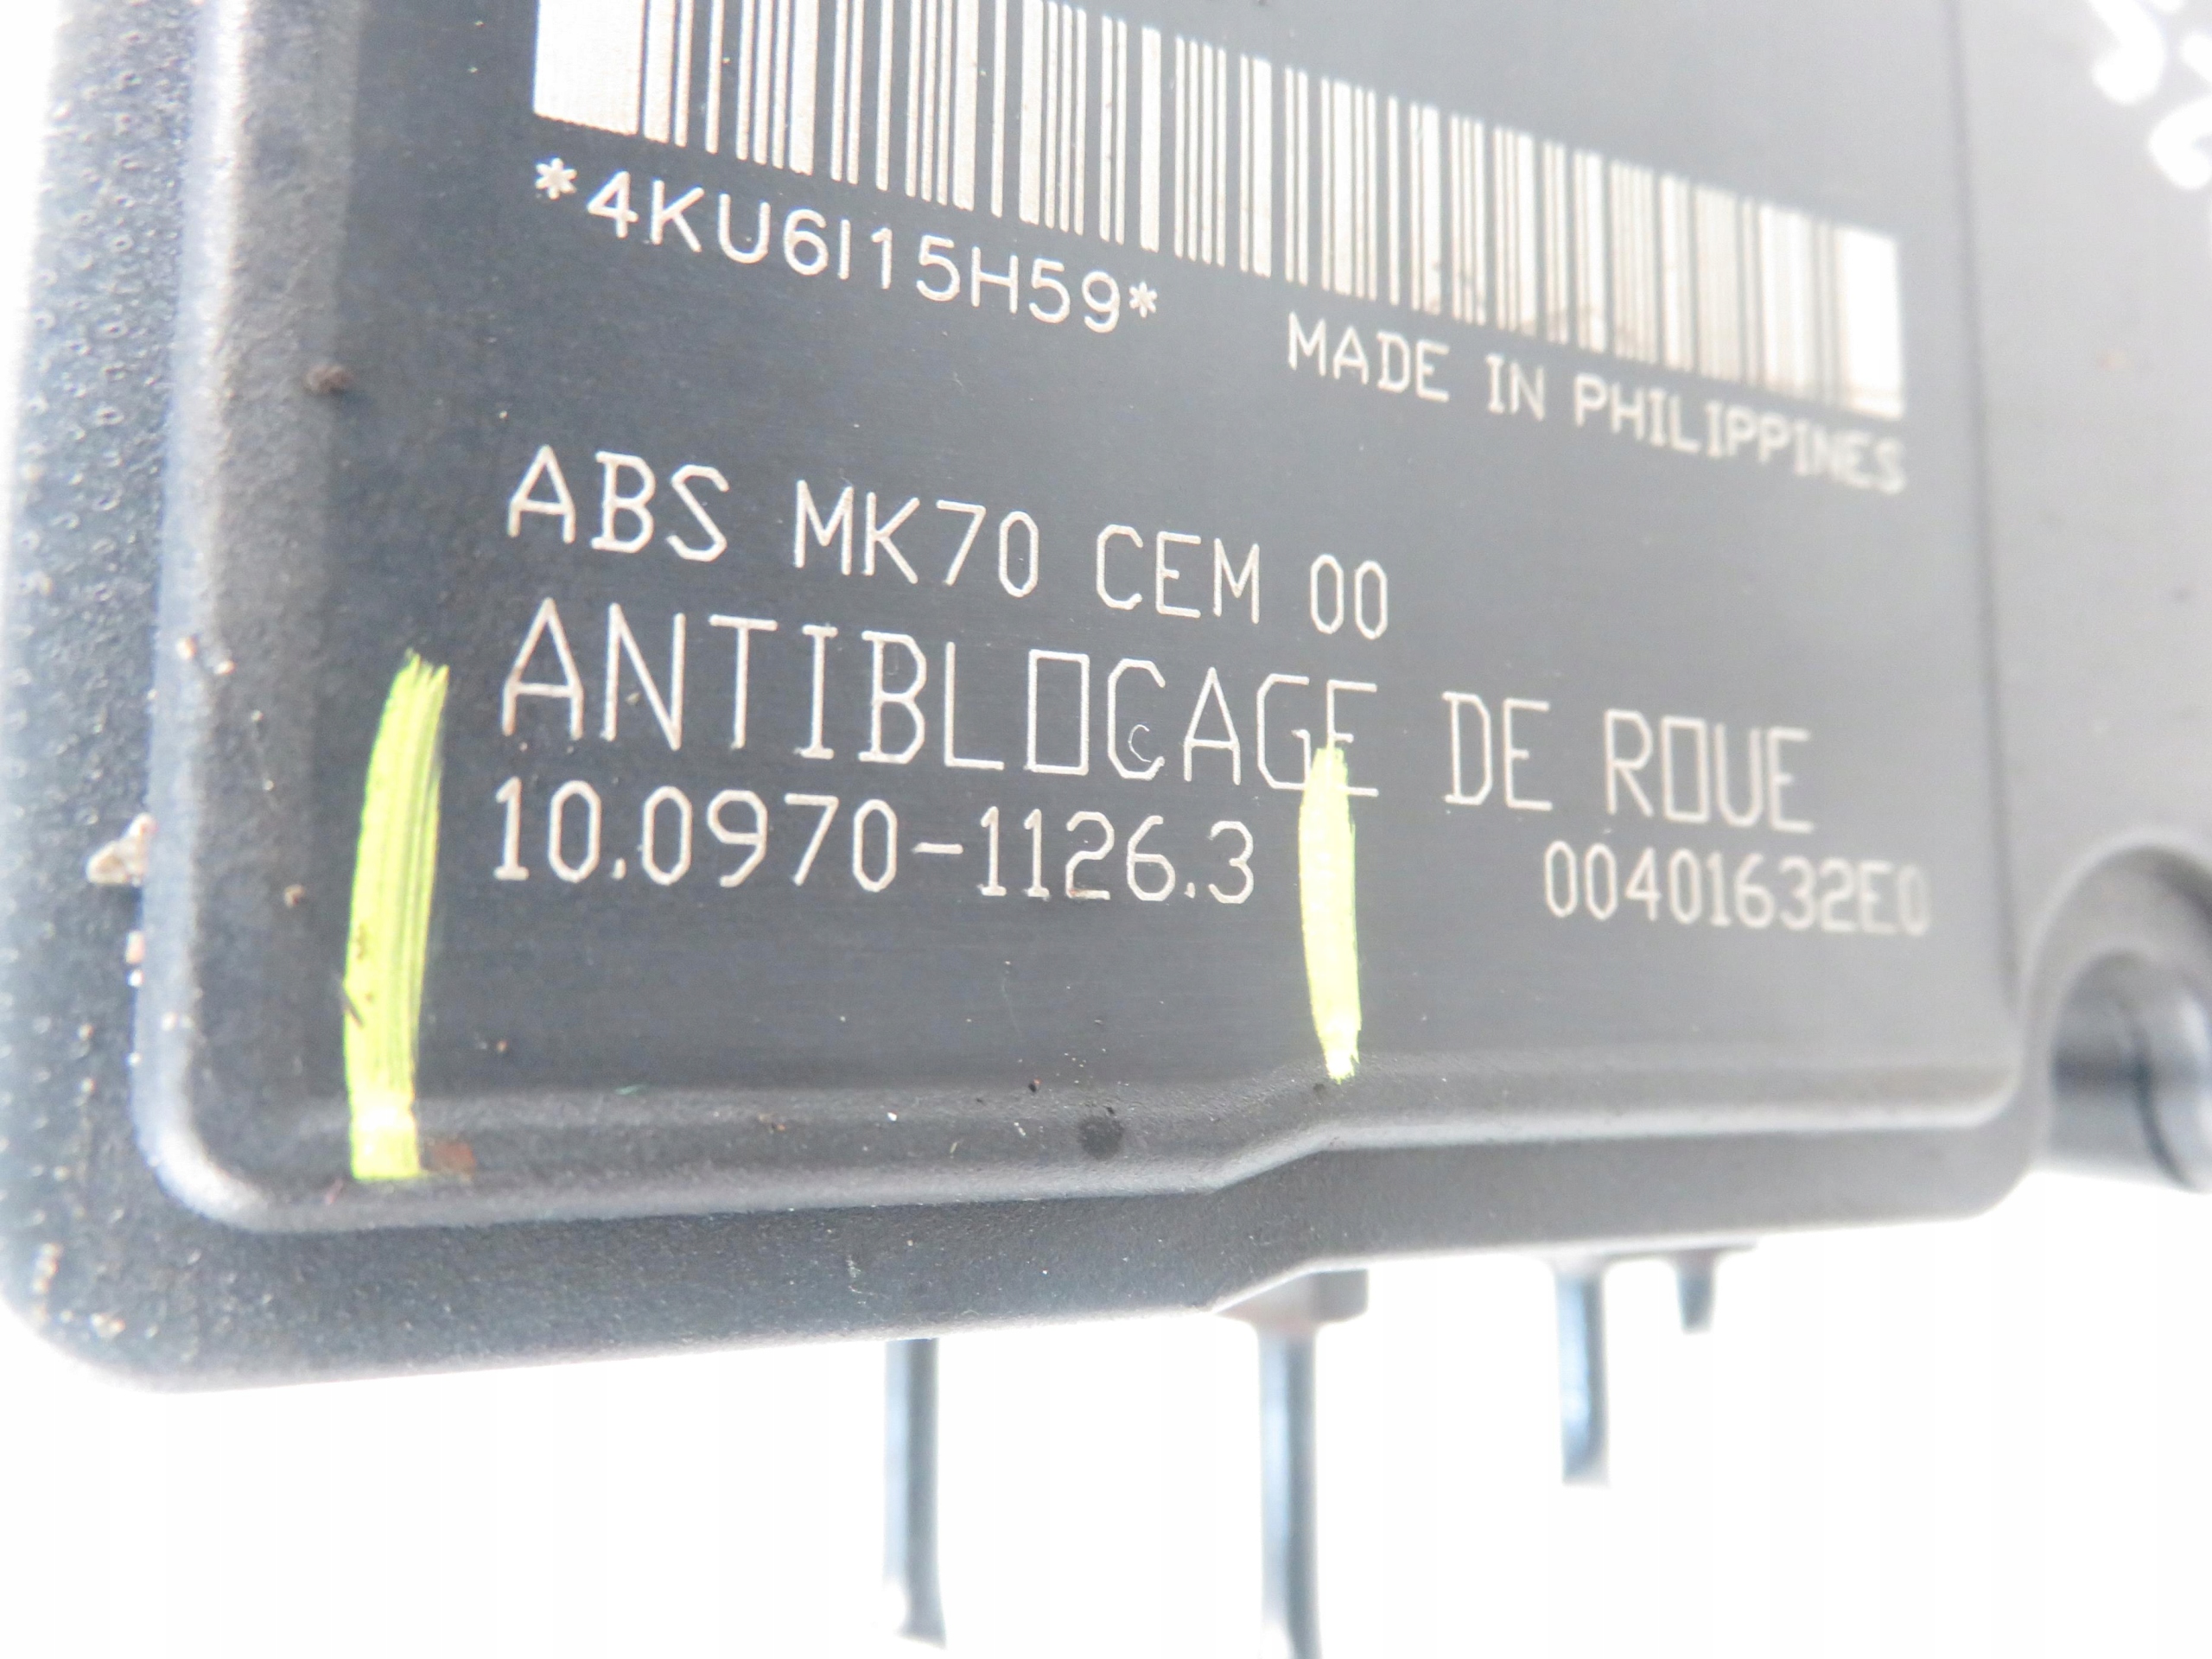 *4KU6I15H59*
MADE IN PHILIPPINES
ABS MK70 CEM 00
ANTIBLOCAGE DE ROUE
10.0970-1126.3
00401632E0